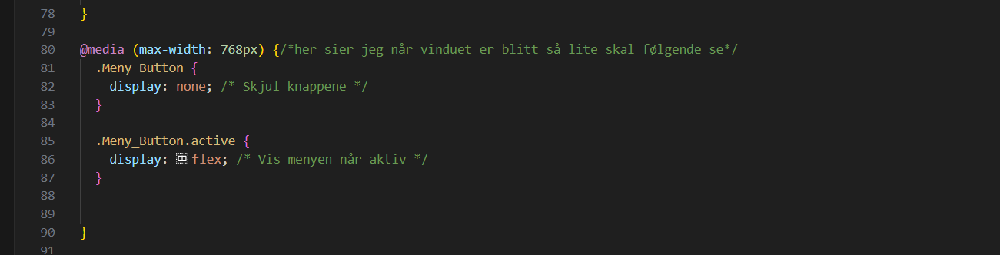 78 }
79
80 @media (max-width: 768px) {/*her sier jeg når vinduet er blitt så lite skal følgende se*/
81 .Meny_Button {
82 display: none; /* Skjul knappene */
83 }
84
85 .Meny_Button.active {
86 display: flex; /* Vis menyen når aktiv */
87 }
88
89
90 }
91